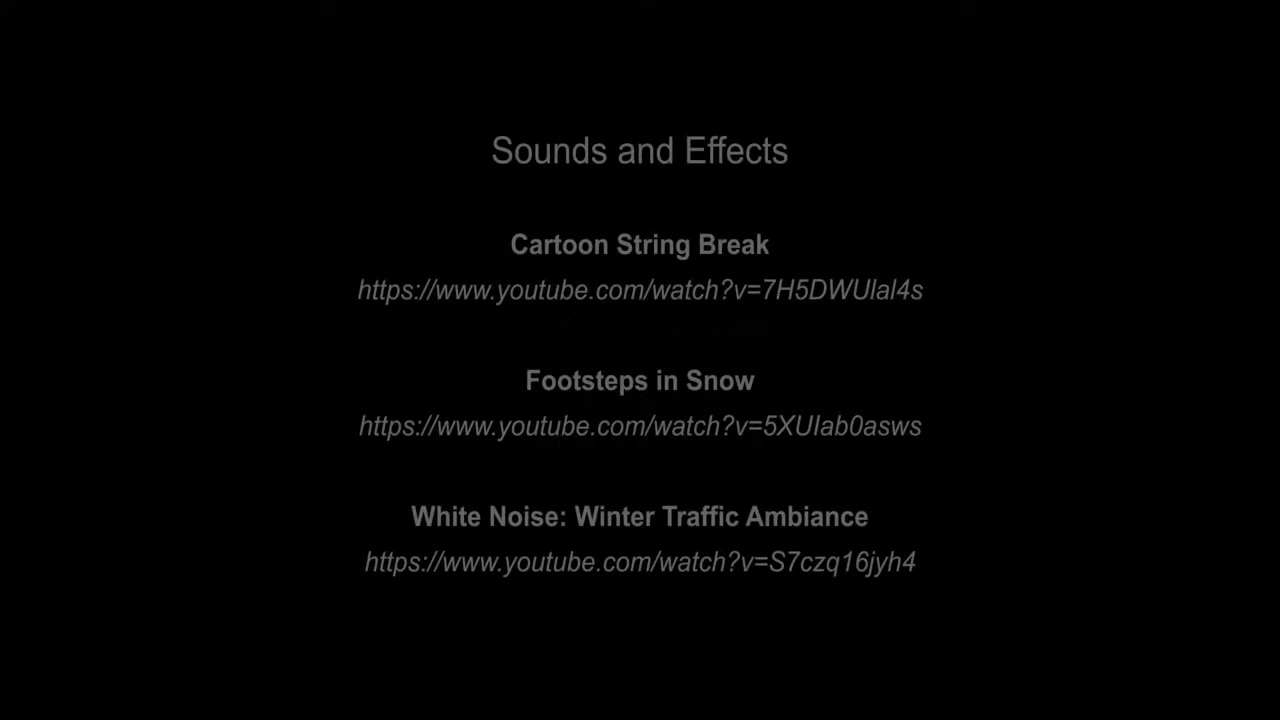 Sounds and Effects
Cartoon String Break
https://www.youtube.com/watch?v=7H5DWUlal4s
Footsteps in Snow
https://www.youtube.com/watch?v=5XUIab0asws
White Noise: Winter Traffic Ambiance
https://www.youtube.com/watch?v=S7czq16jyh4